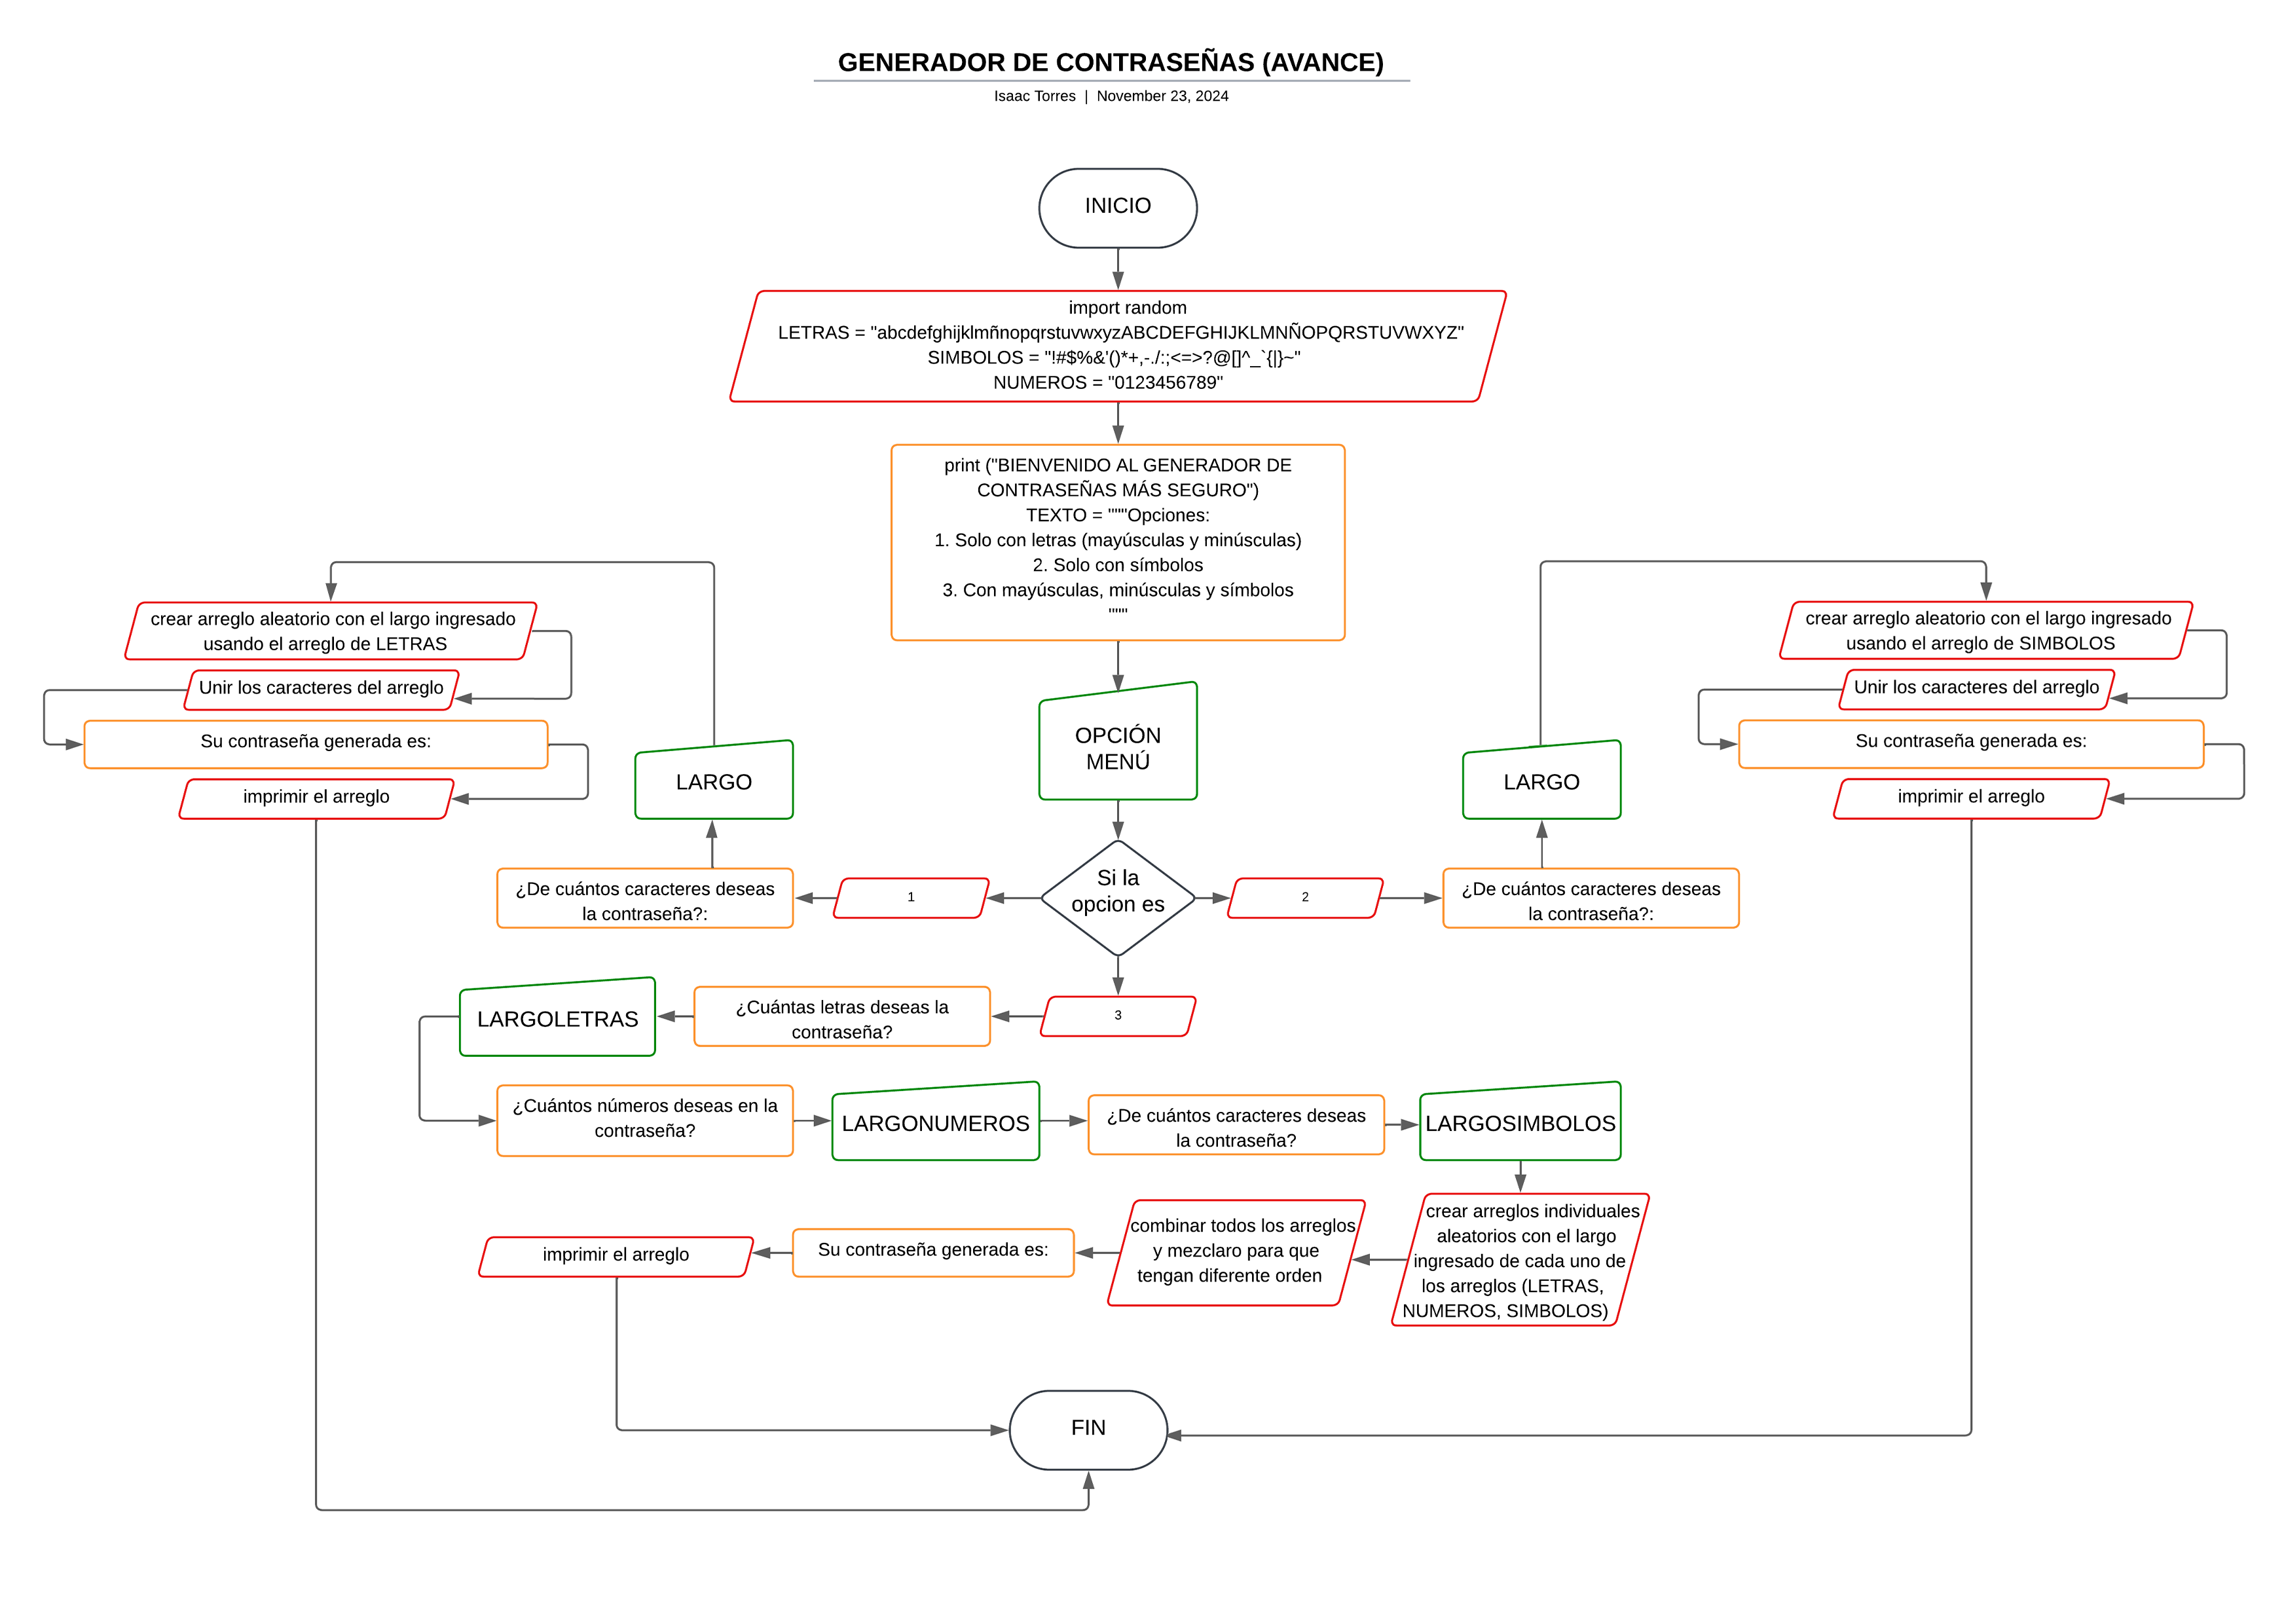 GENERADOR DE CONTRASEÑAS (AVANCE)
Isaac Torres | November 23, 2024
INICIO
import random
LETRAS = "abcdefghijklmñnopqrstuvwxyzABCDEFGHIJKLMNÑOPQRSTUVWXYZ"
SIMBOLOS = "!#$%&'()*+,-./:;<=>?@[]^_`{|}~"
NUMEROS = "0123456789"
print ("BIENVENIDO AL GENERADOR DE
CONTRASEÑAS MÁS SEGURO")
TEXTO = """Opciones:
1. Solo con letras (mayúsculas y minúsculas)
2. Solo con símbolos
3. Con mayúsculas, minúsculas y símbolos
"""
OPCIÓN
MENÚ
Si la
opcion es
1
¿De cuántos caracteres deseas
la contraseña?:
LARGO
crear arreglo aleatorio con el largo ingresado
usando el arreglo de LETRAS
Unir los caracteres del arreglo
Su contraseña generada es:
imprimir el arreglo
2
¿De cuántos caracteres deseas
la contraseña?:
LARGO
crear arreglo aleatorio con el largo ingresado
usando el arreglo de SIMBOLOS
Unir los caracteres del arreglo
Su contraseña generada es:
imprimir el arreglo
3
¿Cuántas letras deseas la
contraseña?
LARGOLETRAS
¿Cuántos números deseas en la
contraseña?
LARGONUMEROS
¿De cuántos caracteres deseas
la contraseña?
LARGOSIMBOLOS
crear arreglos individuales
aleatorios con el largo
ingresado de cada uno de
los arreglos (LETRAS,
NUMEROS, SIMBOLOS)
combinar todos los arreglos
y mezclaro para que
tengan diferente orden
Su contraseña generada es:
imprimir el arreglo
FIN